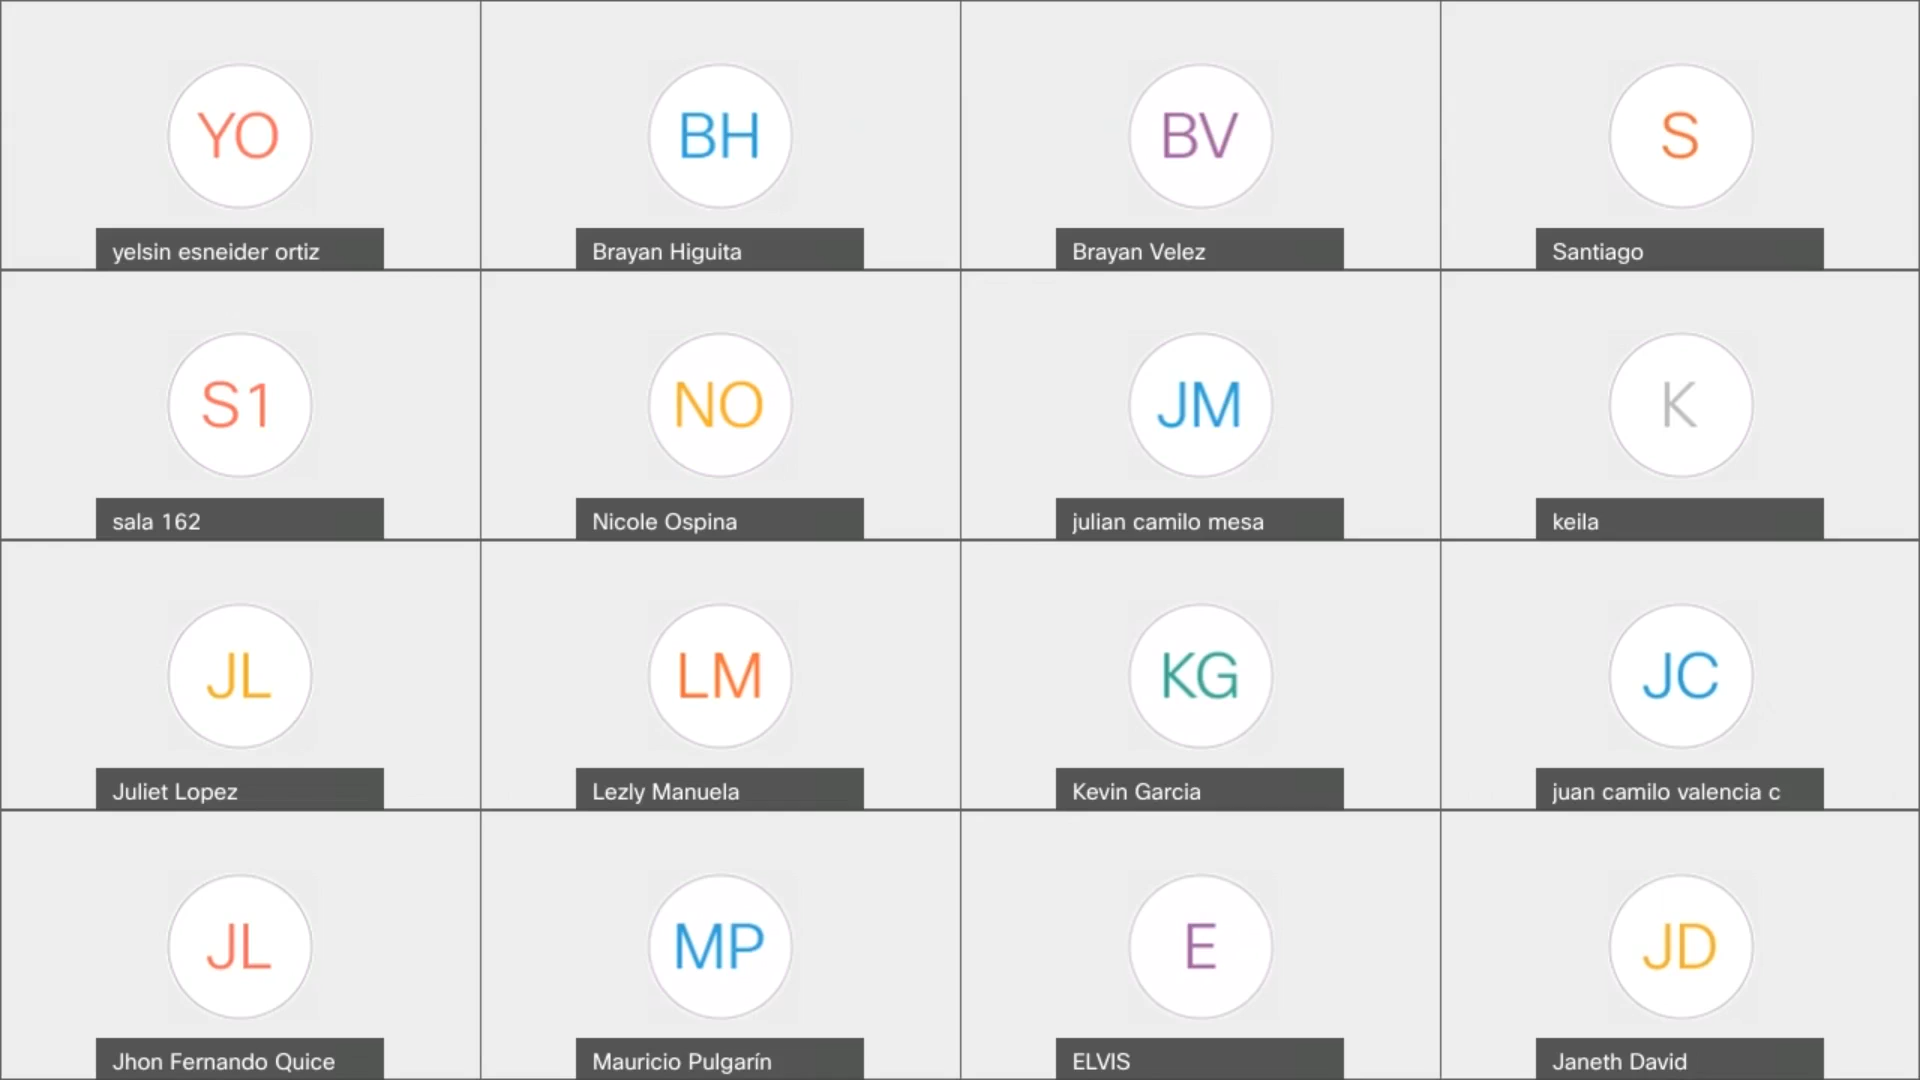 YO
BH
BV
S
yelsin esneider ortiz
Brayan Higuita
Brayan Velez
Santiago
S1
NO
JM
K
sala 162
Nicole Ospina
julian camilo mesa
keila
JL
LM
KG
JC
Juliet Lopez
Lezly Manuela
Kevin Garcia
juan camilo valencia c
JL
MP
E
JD
Jhon Fernando Quice
Mauricio Pulgarín
ELVIS
Janeth David